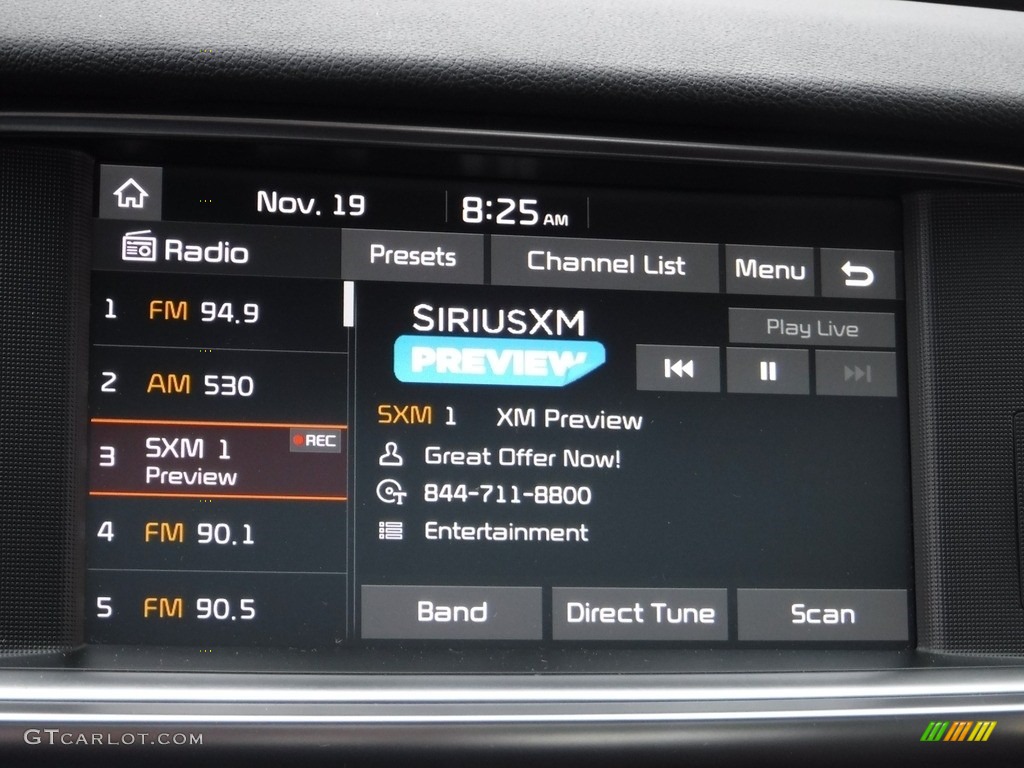 Nov. 19 8:25 AM
Radio Presets Channel List Menu
1 FM 94.9
2 AM 530
3 SXM 1 REC
Preview
4 FM 90.1
5 FM 90.5
SIRIUSXM
PREVIEW
Play Live
SXM 1 XM Preview
Great Offer Now!
844-711-8800
Entertainment
Band Direct Tune Scan
GTCARLOT.COM